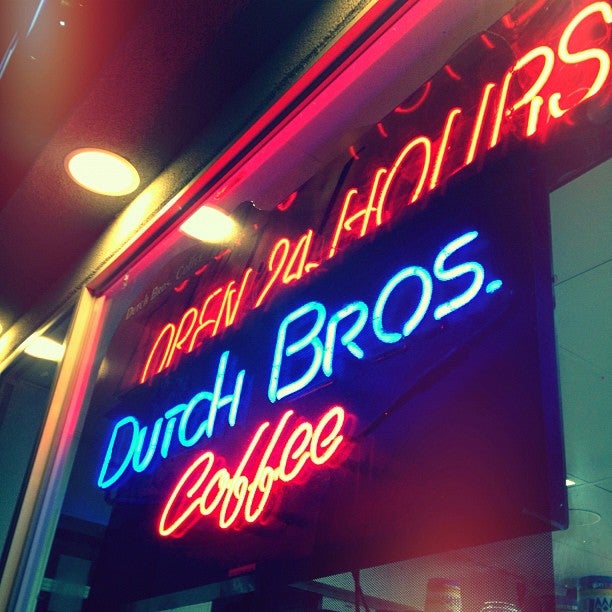 OPEN 24 HOURS
DUTCH BROS.
Coffee